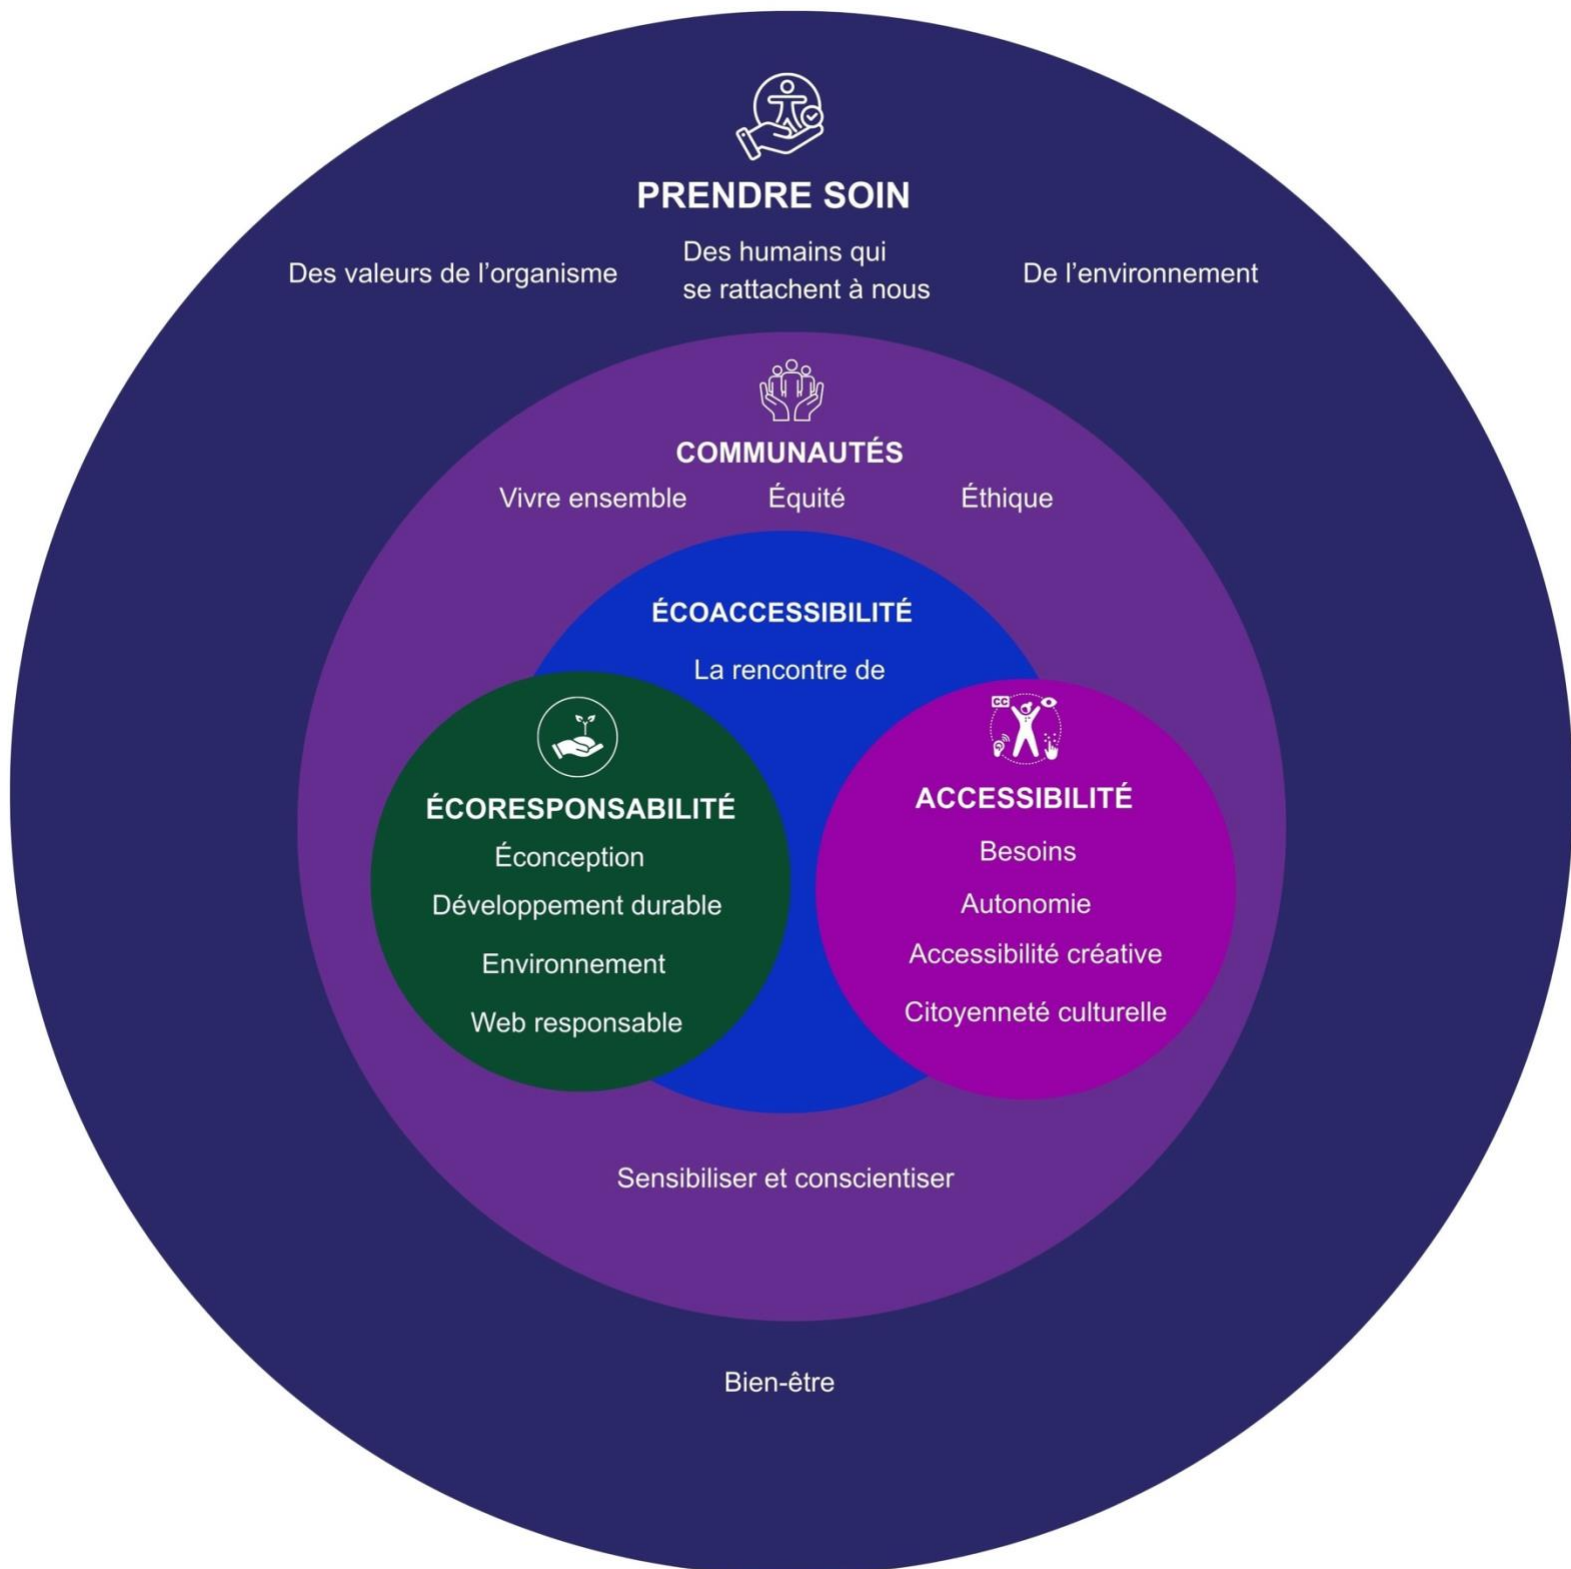 PRENDRE SOIN
Des valeurs de l’organisme
Des humains qui
se rattachent à nous
De l’environnement
COMMUNAUTÉS
Vivre ensemble
Équité
Éthique
ÉCOACCESSIBILITÉ
La rencontre de
ÉCORESPONSABILITÉ
Éconception
Développement durable
Environnement
Web responsable
CC
ACCESSIBILITÉ
Besoins
Autonomie
Accessibilité créative
Citoyenneté culturelle
Sensibiliser et conscientiser
Bien-être